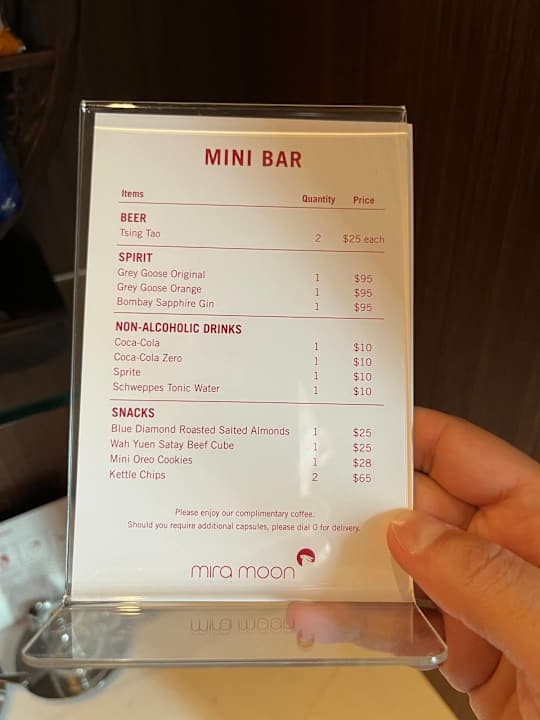 MINI BAR
Items Quantity Price
BEER
Tsing Tao 2 $25 each
SPIRIT
Grey Goose Original 1 $95
Grey Goose Orange 1 $95
Bombay Sapphire Gin 1 $95
NON-ALCOHOLIC DRINKS
Coca-Cola 1 $10
Coca-Cola Zero 1 $10
Sprite 1 $10
Schweppes Tonic Water 1 $10
SNACKS
Blue Diamond Roasted Salted Almonds 1 $25
Wah Yuen Satay Beef Cube 1 $25
Mini Oreo Cookies 1 $28
Kettle Chips 2 $65
Please enjoy our complimentary coffee.
Should you require additional capsules, please dial 0 for delivery.
mira moon